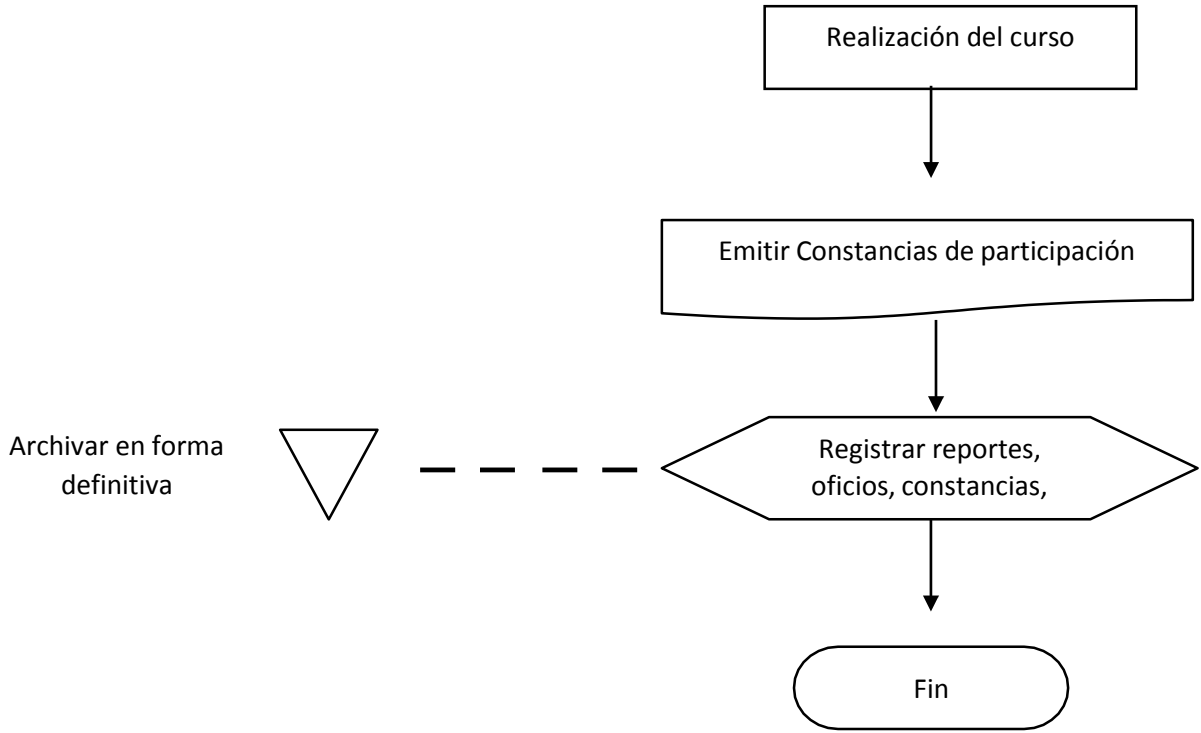 Realización del curso
Emitir Constancias de participación
Archivar en forma
definitiva
Registrar reportes,
oficios, constancias,
Fin